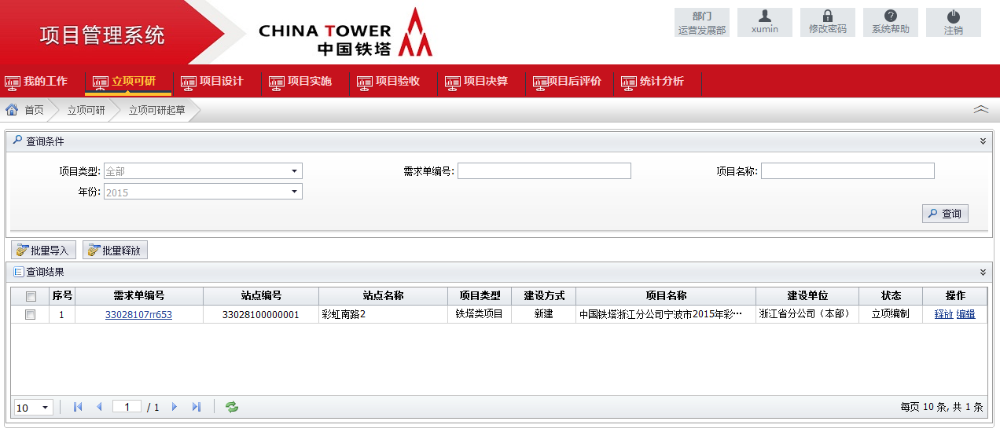 项目管理系统
CHINA TOWER
中国铁塔
部门
运营发展部
xumin
修改密码
系统帮助
注销
我的工作 立项可研 项目设计 项目实施 项目验收 项目决算 项目后评价 统计分析
首页 立项可研 立项可研起草
查询条件
项目类型: 全部 需求单编号: 项目名称:
年份: 2015
查询
批量导入 批量释放
查询结果
序号 需求单编号 站点编号 站点名称 项目类型 建设方式 项目名称 建设单位 状态 操作
1 33028107rr653 33028100000001 彩虹南路2 铁塔类项目 新建 中国铁塔浙江分公司宁波市2015年彩… 浙江省分公司（本部） 立项编制 释放 编辑
10 1 / 1 每页 10 条, 共 1 条